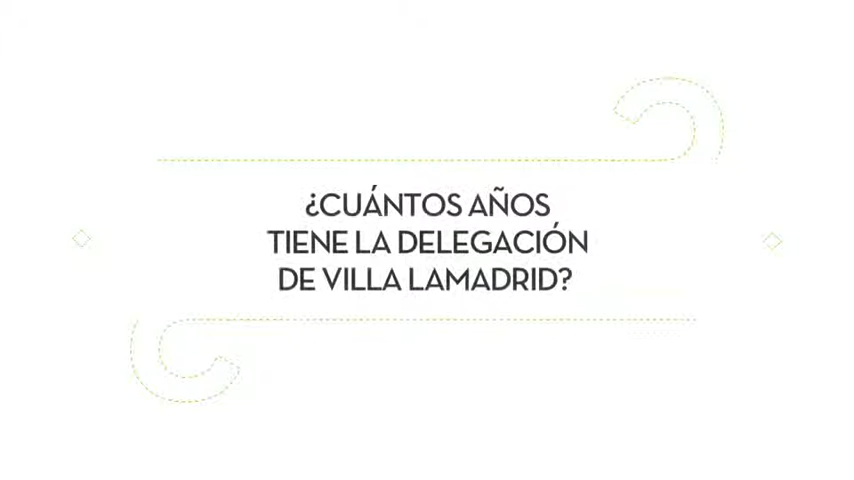 ¿CUÁNTOS AÑOS
TIENE LA DELEGACIÓN
DE VILLA LAMADRID?